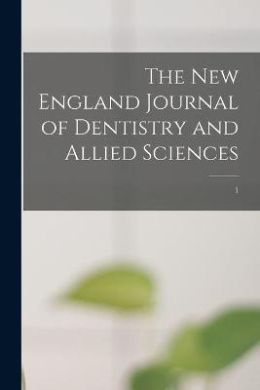 The New
England Journal
of Dentistry and
Allied Sciences
1